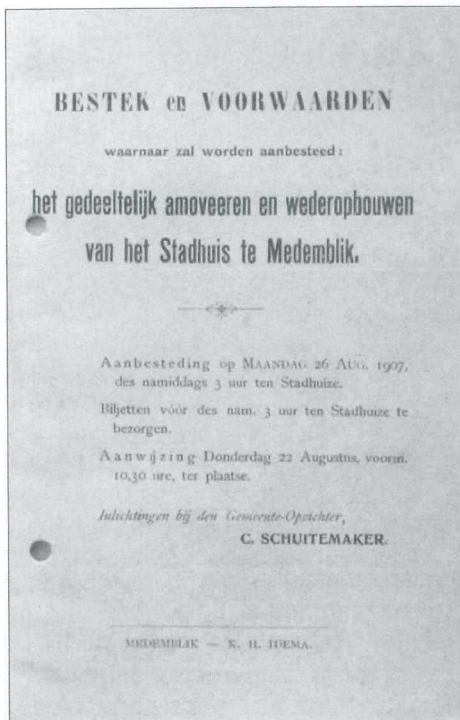 BESTEK en VOORWAARDEN
waarnaar zal worden aanbesteed:
het gedeeltelijk amoveeren en wederopbouwen
van het Stadhuis te Medemblik.
Aanbesteding op MAANDAG 26 AUG. 1907,
des namiddags 3 uur ten Stadhuize.
Biljetten vóór des nam. 3 uur ten Stadhuize te
bezorgen.
Aanwijzing Donderdag 22 Augustus, voorm.
10,30 ure, ter plaatse.
Inlichtingen bij den Gemeente-Opzichter,
C. SCHUITEMAKER.
MEDEMBLIK — K. H. IDEMA.